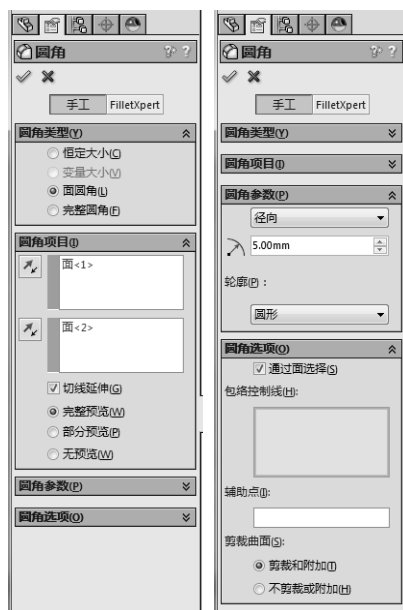 圆角
?
手工 FilletXpert
圆角类型(Y)
恒定大小(C)
变量大小(V)
面圆角(L)
完整圆角(F)
圆角项目(I)
面<1>
面<2>
切线延伸(G)
完整预览(W)
部分预览(P)
无预览(W)
圆角参数(P)
圆角选项(O)
圆角
?
手工 FilletXpert
圆角类型(Y)
圆角项目(I)
圆角参数(P)
径向
5.00mm
轮廓(P)：
圆形
圆角选项(O)
通过面选择(S)
包络控制线(H):
辅助点(I):
剪裁曲面(S):
剪裁和附加(T)
不剪裁或附加(H)